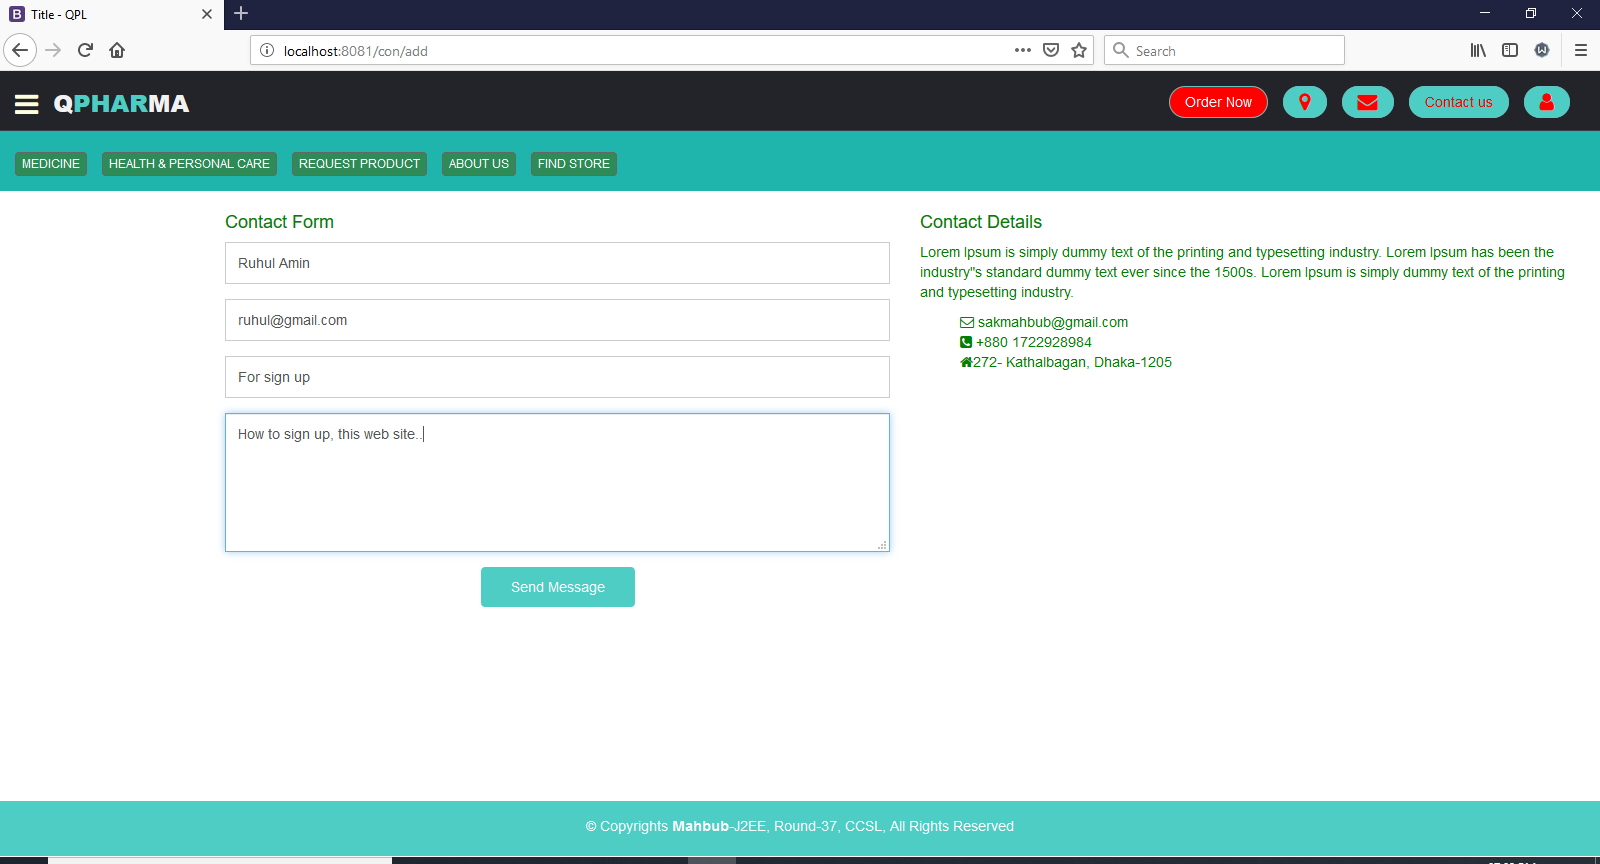 Title - QPL
localhost:8081/con/add
Search
QPHARMA
Order Now
Contact us
MEDICINE
HEALTH & PERSONAL CARE
REQUEST PRODUCT
ABOUT US
FIND STORE
Contact Form
Ruhul Amin
ruhul@gmail.com
For sign up
How to sign up, this web site..
Send Message
Contact Details
Lorem Ipsum is simply dummy text of the printing and typesetting industry. Lorem Ipsum has been the
industry"s standard dummy text ever since the 1500s. Lorem Ipsum is simply dummy text of the printing
and typesetting industry.
sakmahbub@gmail.com
+880 1722928984
272- Kathalbagan, Dhaka-1205
© Copyrights Mahbub-J2EE, Round-37, CCSL, All Rights Reserved